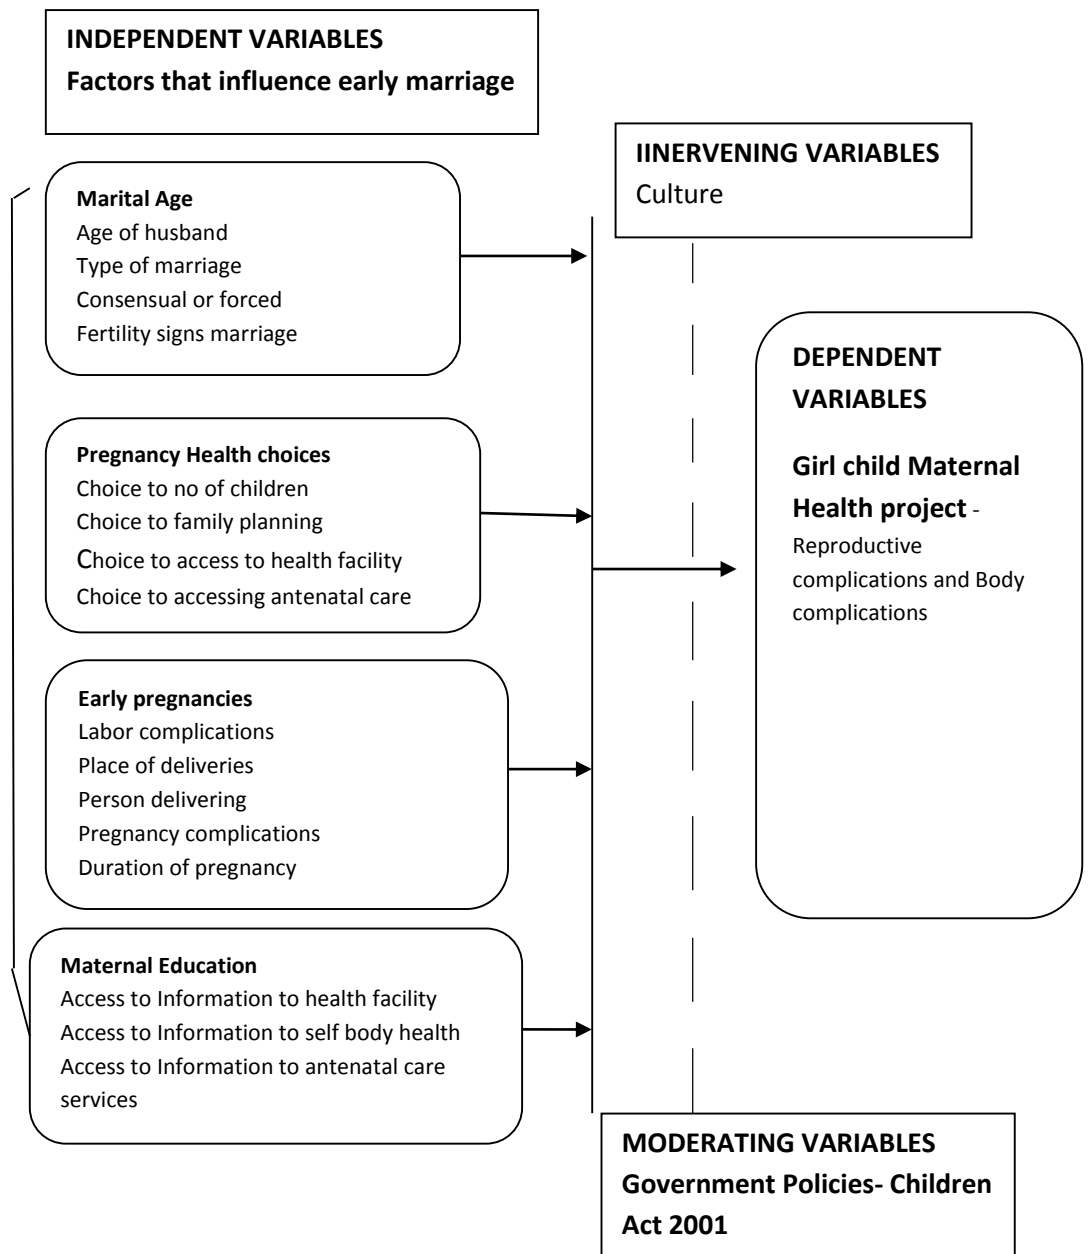 INDEPENDENT VARIABLES
Factors that influence early marriage
IINERVENING VARIABLES
Culture
Marital Age
Age of husband
Type of marriage
Consensual or forced
Fertility signs marriage
DEPENDENT
VARIABLES
Girl child Maternal
Health project -
Reproductive
complications and Body
complications
Pregnancy Health choices
Choice to no of children
Choice to family planning
Choice to access to health facility
Choice to accessing antenatal care
Early pregnancies
Labor complications
Place of deliveries
Person delivering
Pregnancy complications
Duration of pregnancy
Maternal Education
Access to Information to health facility
Access to Information to self body health
Access to Information to antenatal care
services
MODERATING VARIABLES
Government Policies- Children
Act 2001